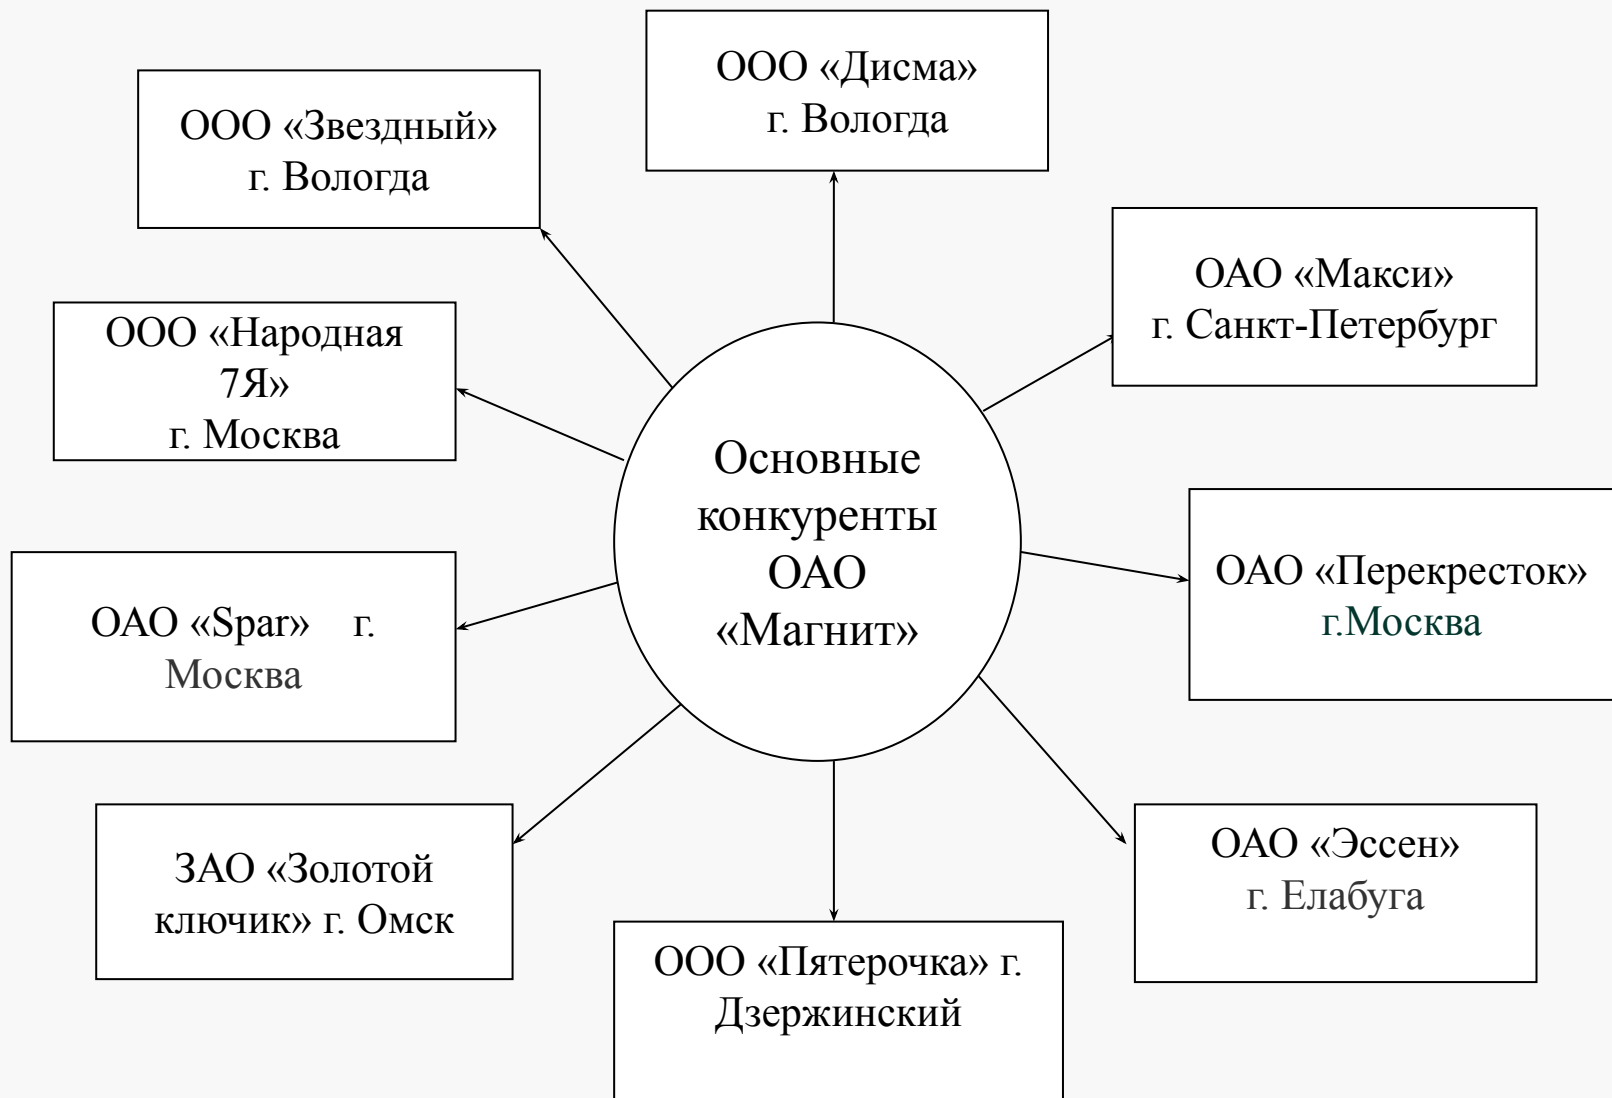 ООО «Дисма»
г. Вологда
ООО «Звездный»
г. Вологда
ОАО «Макси»
г. Санкт-Петербург
ООО «Народная
7Я»
г. Москва
Основные
конкуренты
ОАО
«Магнит»
ОАО «Перекресток»
г.Москва
ОАО «Spar» г.
Москва
ЗАО «Золотой
ключик» г. Омск
ОАО «Эссен»
г. Елабуга
ООО «Пятерочка» г.
Дзержинский